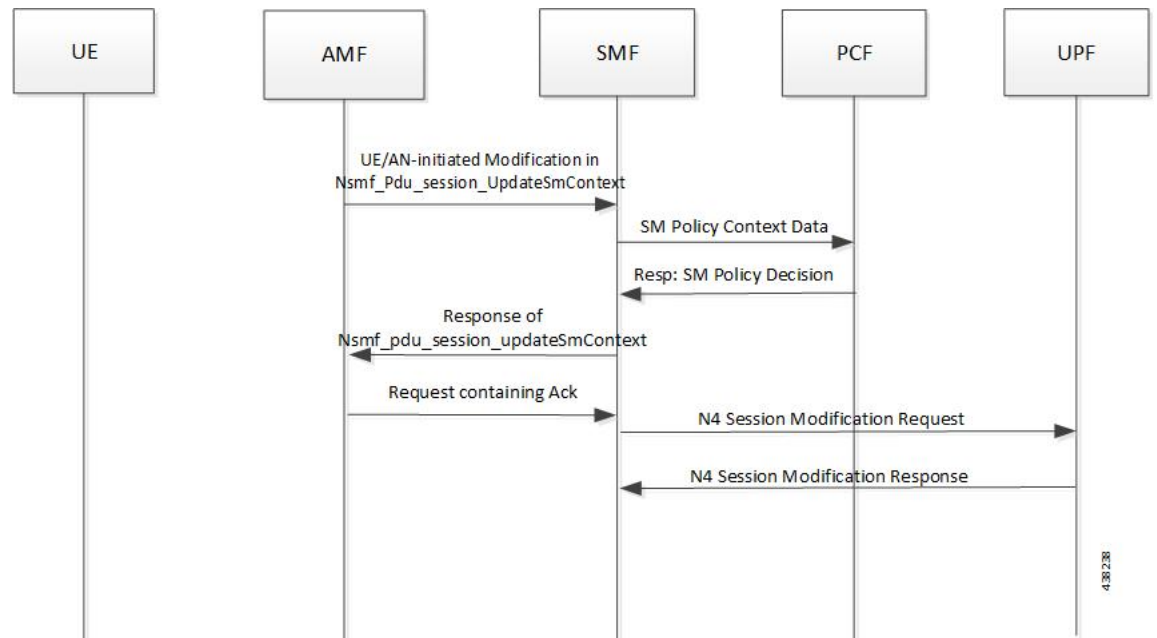 UE
AMF
SMF
PCF
UPF
UE/AN-initiated Modification in
Nsmf_Pdu_session_UpdateSmContext
SM Policy Context Data
Resp: SM Policy Decision
Response of
Nsmf_pdu_session_updateSmContext
Request containing Ack
N4 Session Modification Request
N4 Session Modification Response
438238